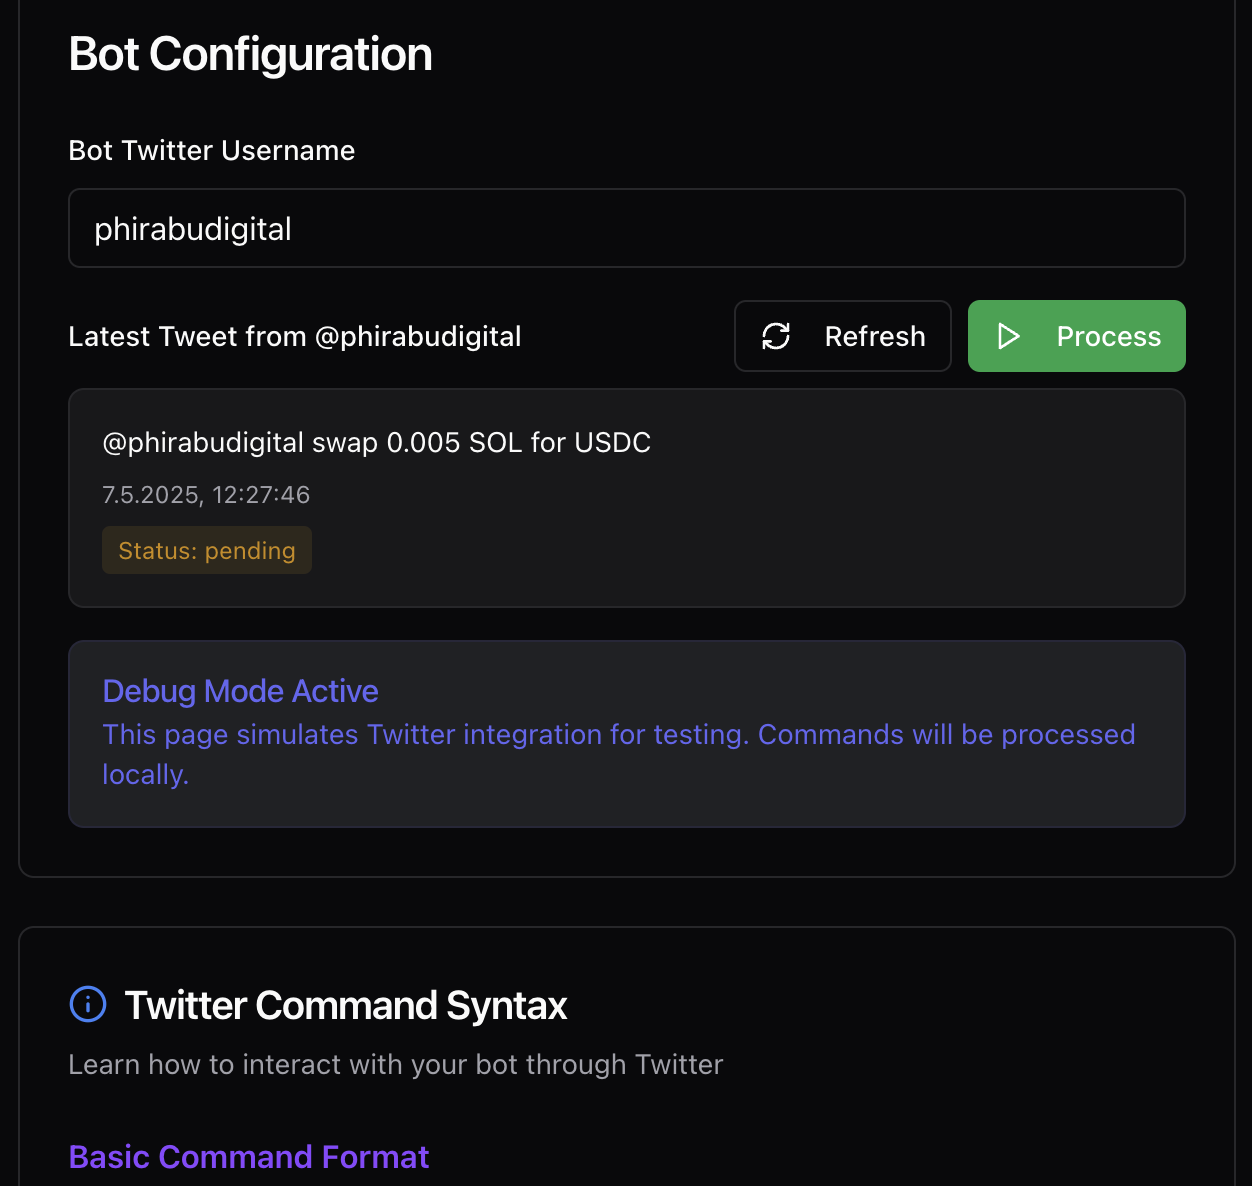 Bot Configuration
Bot Twitter Username
phirabudigital
Latest Tweet from @phirabudigital
Refresh
Process
@phirabudigital swap 0.005 SOL for USDC
7.5.2025, 12:27:46
Status: pending
Debug Mode Active
This page simulates Twitter integration for testing. Commands will be processed
locally.
Twitter Command Syntax
Learn how to interact with your bot through Twitter
Basic Command Format